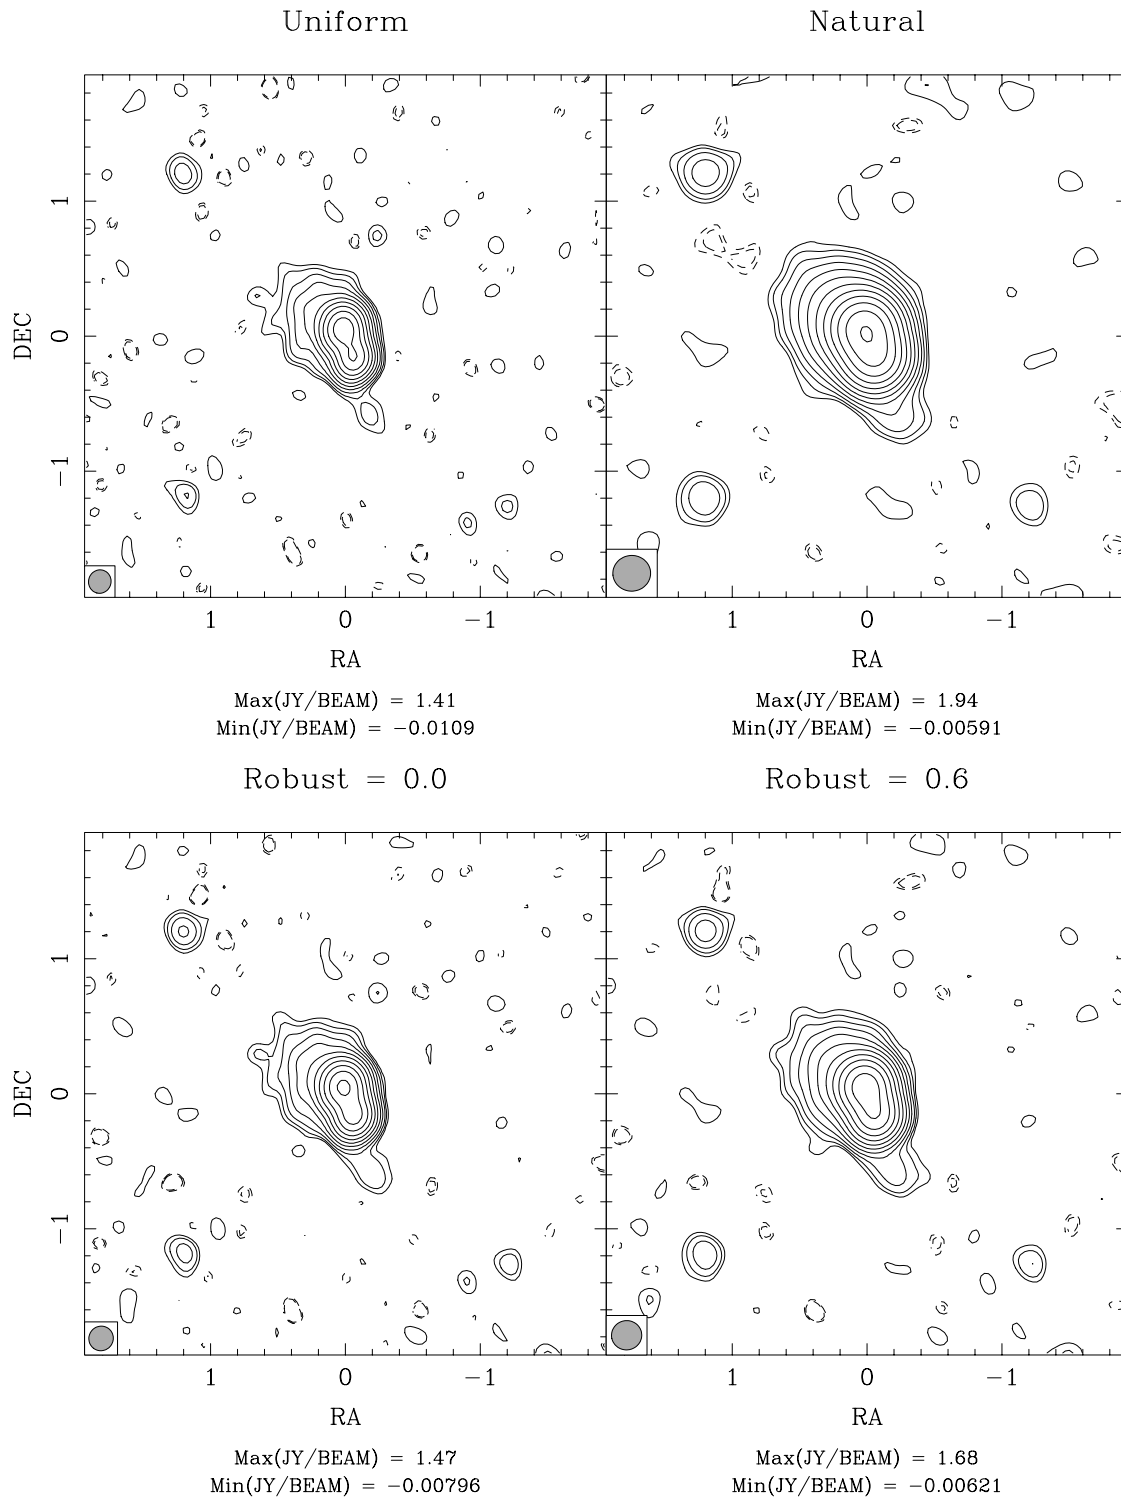 Uniform
Natural
DEC
1
0
−1
1
0
−1
1
0
−1
RA
RA
Max(JY/BEAM) = 1.41
Min(JY/BEAM) = −0.0109
Max(JY/BEAM) = 1.94
Min(JY/BEAM) = −0.00591
Robust = 0.0
Robust = 0.6
DEC
1
0
−1
1
0
−1
1
0
−1
RA
RA
Max(JY/BEAM) = 1.47
Min(JY/BEAM) = −0.00796
Max(JY/BEAM) = 1.68
Min(JY/BEAM) = −0.00621